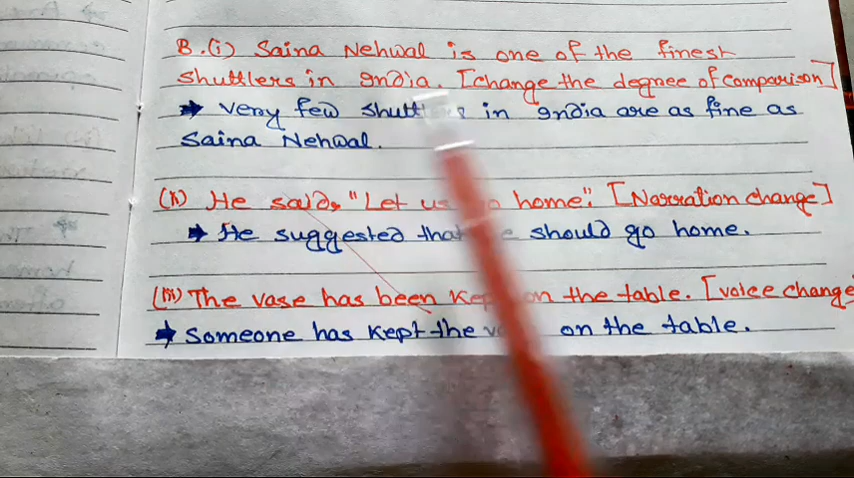 B.(i) Saina Nehwal is one of the finest
shuttlers in India. [change the degree of comparison]
→ Very few in India are as fine as
Saina Nehwal.
(ii) He said, "Let us home". [Narration change]
→ He suggested that should go home.
(iii) The vase has been on the table. [voice change
→ Someone has kept the on the table.